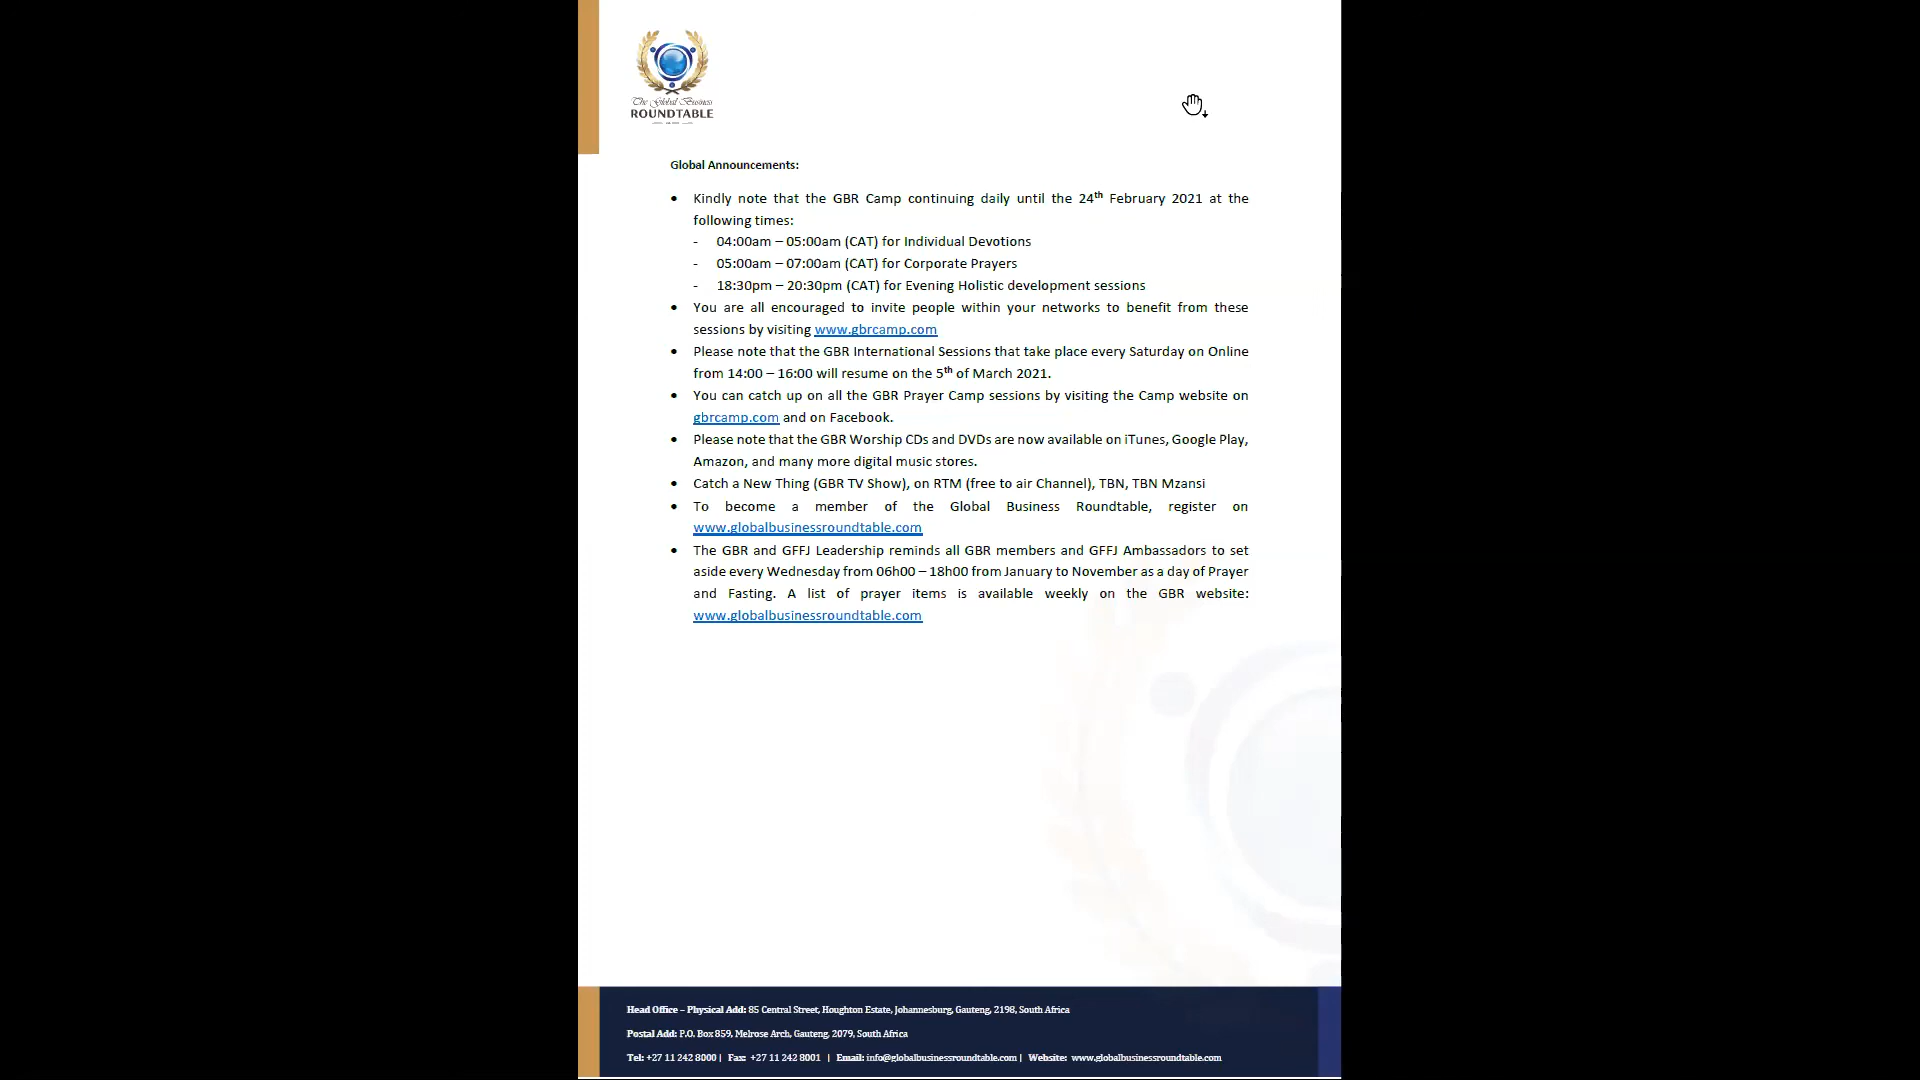 The Global Business
ROUNDTABLE
Global Announcements:
• Kindly note that the GBR Camp continuing daily until the 24th February 2021 at the
following times:
- 04:00am – 05:00am (CAT) for Individual Devotions
- 05:00am – 07:00am (CAT) for Corporate Prayers
- 18:30pm – 20:30pm (CAT) for Evening Holistic development sessions
• You are all encouraged to invite people within your networks to benefit from these
sessions by visiting www.gbrcamp.com
• Please note that the GBR International Sessions that take place every Saturday on Online
from 14:00 – 16:00 will resume on the 5th of March 2021.
• You can catch up on all the GBR Prayer Camp sessions by visiting the Camp website on
gbrcamp.com and on Facebook.
• Please note that the GBR Worship CDs and DVDs are now available on iTunes, Google Play,
Amazon, and many more digital music stores.
• Catch a New Thing (GBR TV Show), on RTM (free to air Channel), TBN, TBN Mzansi
• To become a member of the Global Business Roundtable, register on
www.globalbusinessroundtable.com
• The GBR and GFFJ Leadership reminds all GBR members and GFFJ Ambassadors to set
aside every Wednesday from 06h00 – 18h00 from January to November as a day of Prayer
and Fasting. A list of prayer items is available weekly on the GBR website:
www.globalbusinessroundtable.com
Head Office – Physical Add: 85 Central Street, Houghton Estate, Johannesburg, Gauteng, 2198, South Africa
Postal Add: P.O. Box 859, Melrose Arch, Gauteng, 2079, South Africa
Tel: +27 11 242 8000 | Fax: +27 11 242 8001 | Email: info@globalbusinessroundtable.com | Website: www.globalbusinessroundtable.com